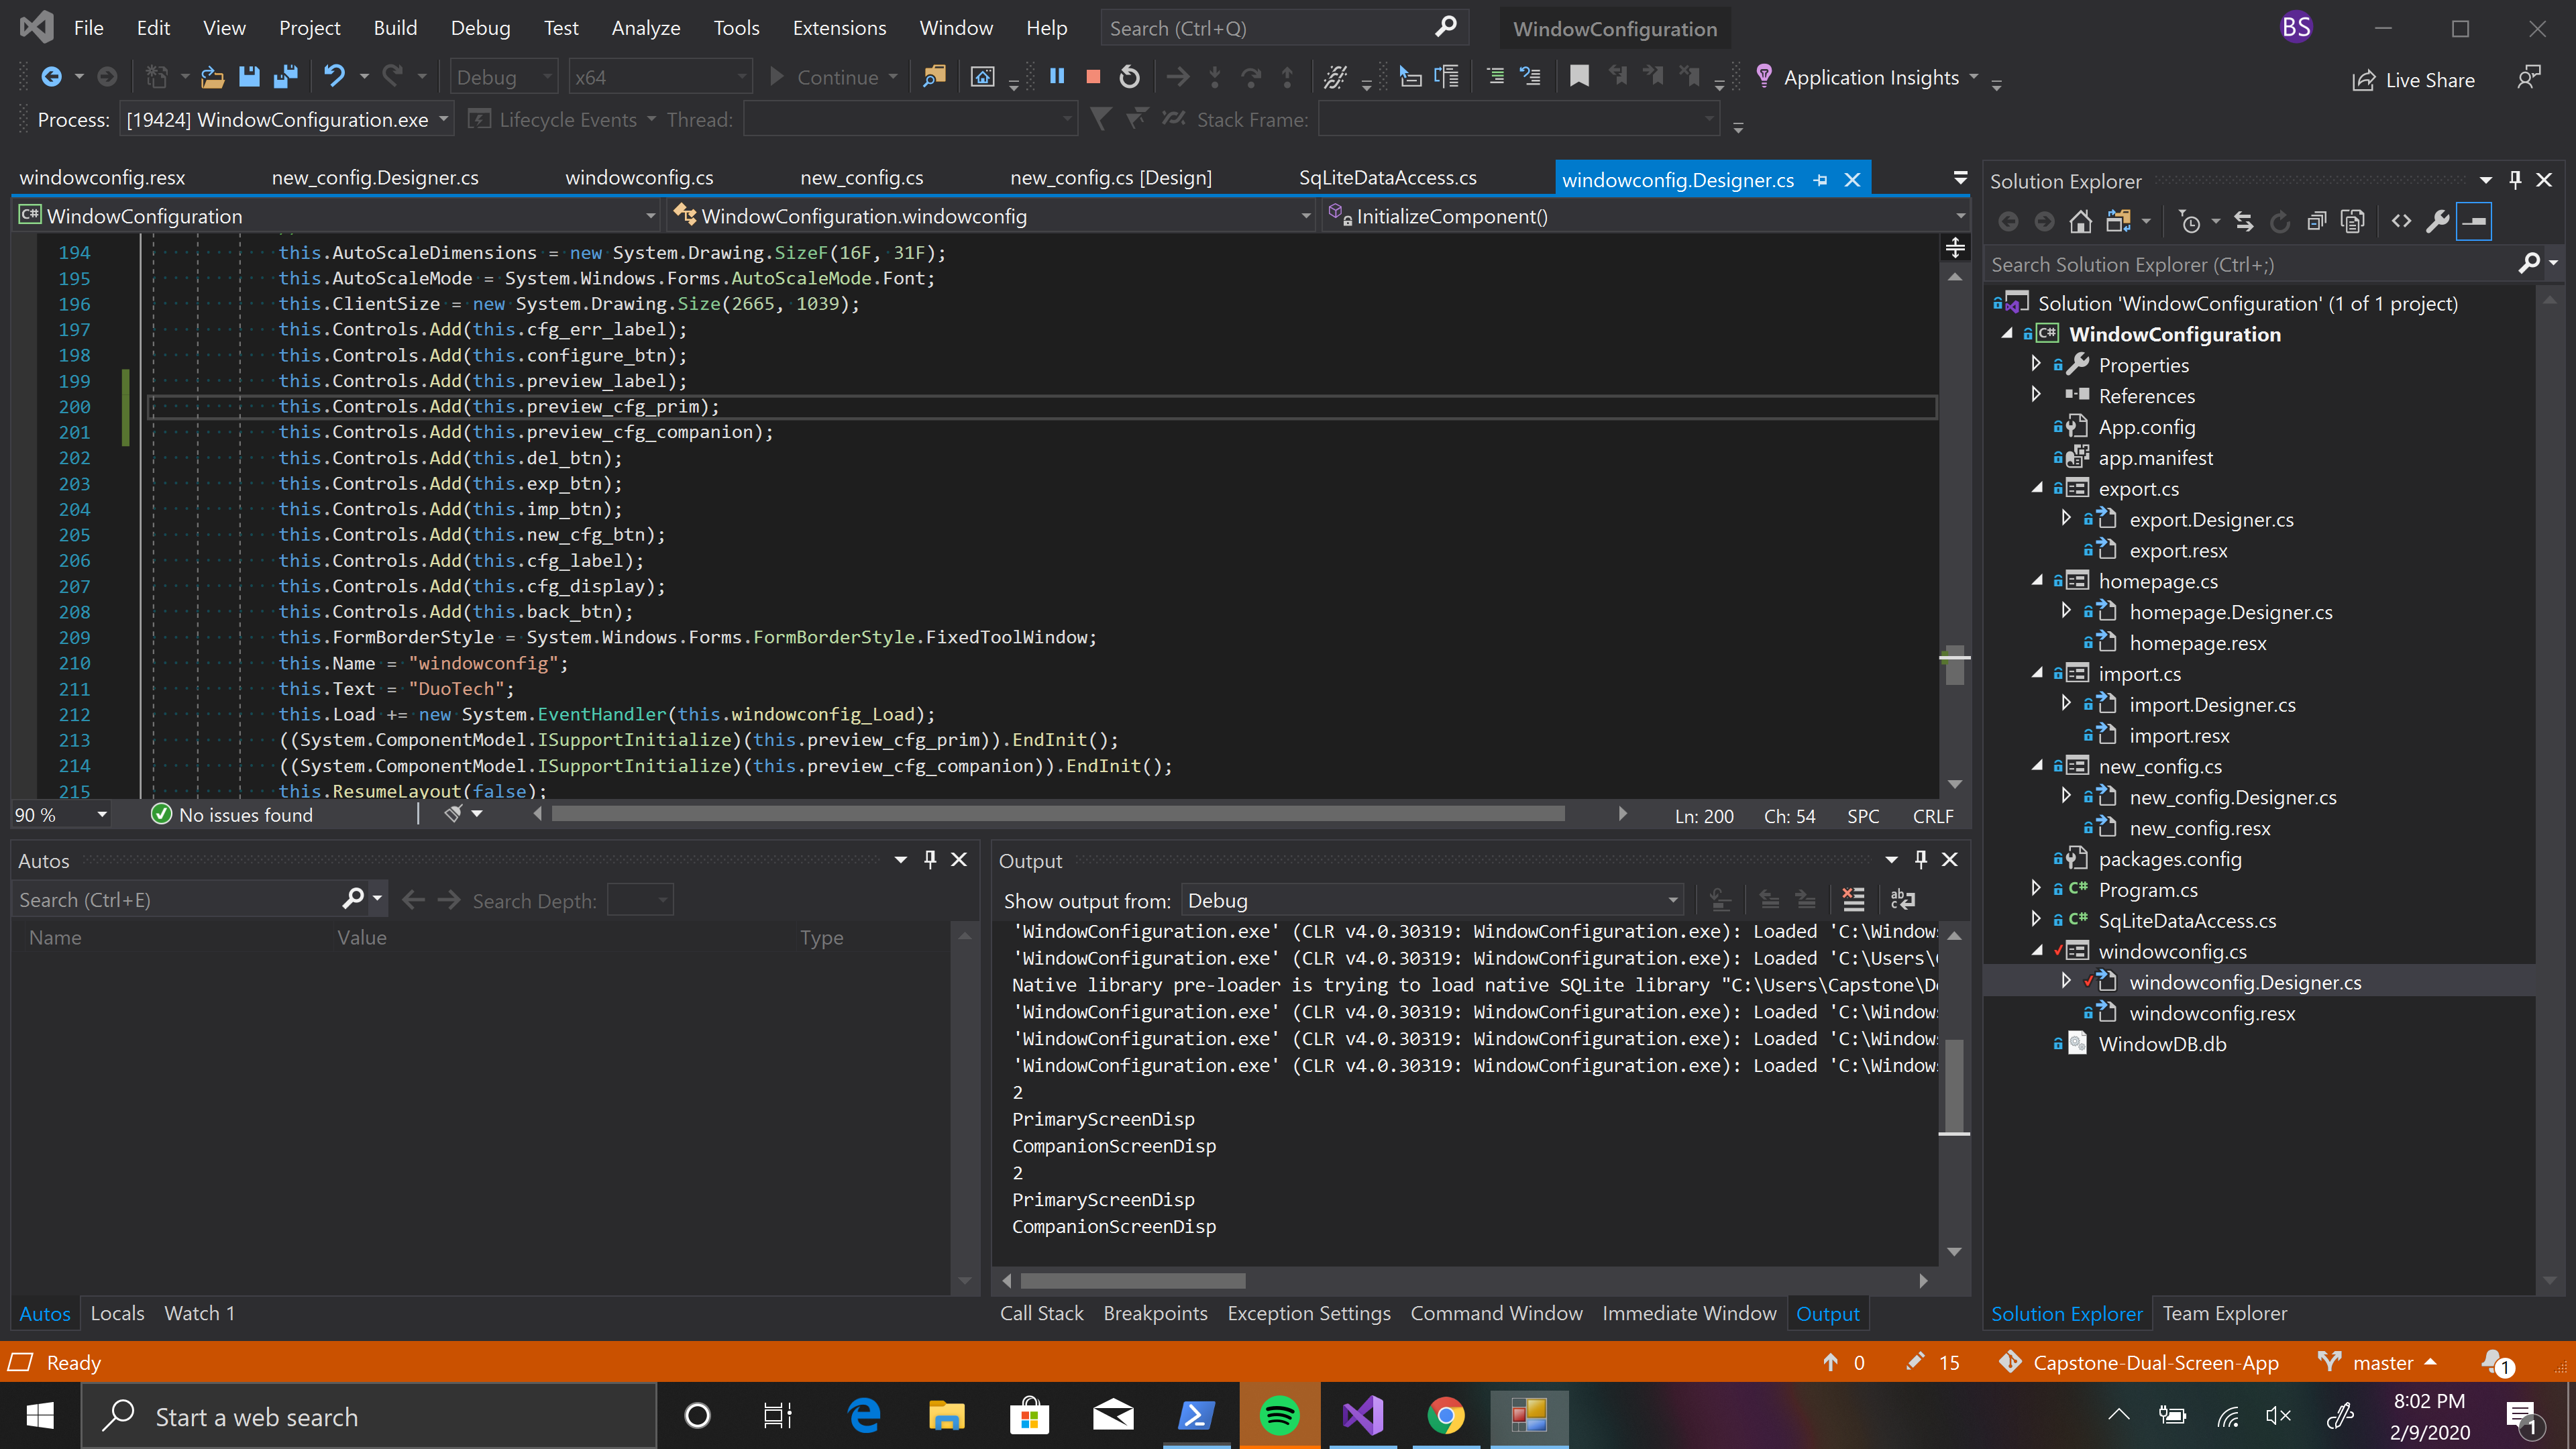 File Edit View Project Build Debug Test Analyze Tools Extensions Window Help Search (Ctrl+Q) WindowConfiguration BS
Debug x64 Continue Application Insights Live Share
Process: [19424] WindowConfiguration.exe Lifecycle Events Thread: Stack Frame:
windowconfig.resx new_config.Designer.cs windowconfig.cs new_config.cs new_config.cs [Design] SqLiteDataAccess.cs windowconfig.Designer.cs
C# WindowConfiguration WindowConfiguration.windowconfig InitializeComponent()
194 this.AutoScaleDimensions = new System.Drawing.SizeF(16F, 31F);
195 this.AutoScaleMode = System.Windows.Forms.AutoScaleMode.Font;
196 this.ClientSize = new System.Drawing.Size(2665, 1039);
197 this.Controls.Add(this.cfg_err_label);
198 this.Controls.Add(this.configure_btn);
199 this.Controls.Add(this.preview_label);
200 this.Controls.Add(this.preview_cfg_prim);
201 this.Controls.Add(this.preview_cfg_companion);
202 this.Controls.Add(this.del_btn);
203 this.Controls.Add(this.exp_btn);
204 this.Controls.Add(this.imp_btn);
205 this.Controls.Add(this.new_cfg_btn);
206 this.Controls.Add(this.cfg_label);
207 this.Controls.Add(this.cfg_display);
208 this.Controls.Add(this.back_btn);
209 this.FormBorderStyle = System.Windows.Forms.FormBorderStyle.FixedToolWindow;
210 this.Name = "windowconfig";
211 this.Text = "DuoTech";
212 this.Load += new System.EventHandler(this.windowconfig_Load);
213 ((System.ComponentModel.ISupportInitialize)(this.preview_cfg_prim)).EndInit();
214 ((System.ComponentModel.ISupportInitialize)(this.preview_cfg_companion)).EndInit();
215 this.ResumeLayout(false);
90 % No issues found Ln: 200 Ch: 54 SPC CRLF
Autos
Search (Ctrl+E) Search Depth:
Name Value Type
Autos Locals Watch 1
Output
Show output from: Debug
'WindowConfiguration.exe' (CLR v4.0.30319: WindowConfiguration.exe): Loaded 'C:\Windows
'WindowConfiguration.exe' (CLR v4.0.30319: WindowConfiguration.exe): Loaded 'C:\Users\
Native library pre-loader is trying to load native SQLite library "C:\Users\Capstone\D
'WindowConfiguration.exe' (CLR v4.0.30319: WindowConfiguration.exe): Loaded 'C:\Window
'WindowConfiguration.exe' (CLR v4.0.30319: WindowConfiguration.exe): Loaded 'C:\Window
'WindowConfiguration.exe' (CLR v4.0.30319: WindowConfiguration.exe): Loaded 'C:\Window
2
PrimaryScreenDisp
CompanionScreenDisp
2
PrimaryScreenDisp
CompanionScreenDisp
Call Stack Breakpoints Exception Settings Command Window Immediate Window Output
Solution Explorer
Search Solution Explorer (Ctrl+;)
Solution 'WindowConfiguration' (1 of 1 project)
C# WindowConfiguration
Properties
References
App.config
app.manifest
export.cs
export.Designer.cs
export.resx
homepage.cs
homepage.Designer.cs
homepage.resx
import.cs
import.Designer.cs
import.resx
new_config.cs
new_config.Designer.cs
new_config.resx
packages.config
C# Program.cs
C# SqLiteDataAccess.cs
windowconfig.cs
windowconfig.Designer.cs
windowconfig.resx
WindowDB.db
Solution Explorer Team Explorer
Ready 0 15 Capstone-Dual-Screen-App master 1
Start a web search 8:02 PM
2/9/2020 1